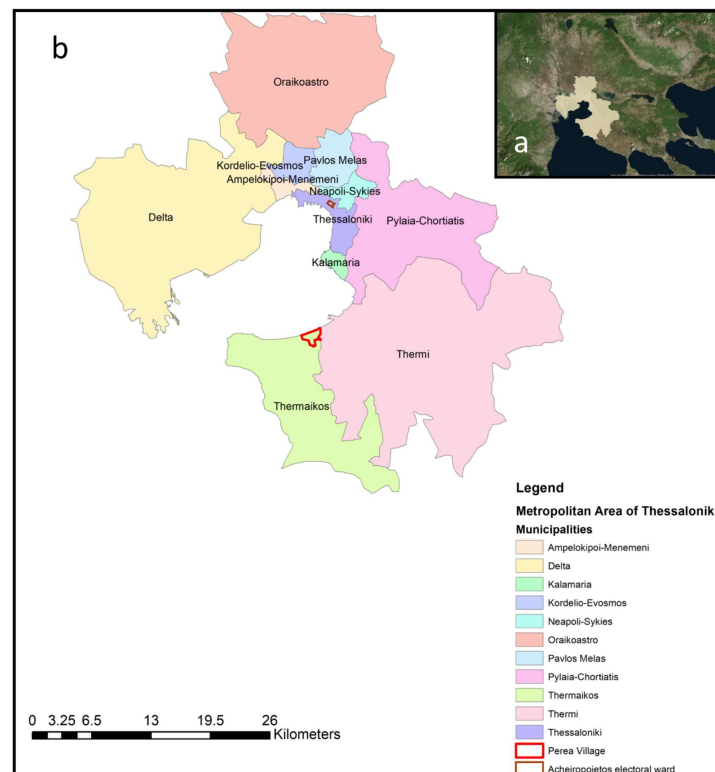 b
a
Oraikoastro
Kordelio-Evosmos
Pavlos Melas
Ampelokipoi-Menemeni
Neapoli-Sykies
Delta
Thessaloniki
Pylaia-Chortiatis
Kalamaria
Thermi
Thermaikos
Legend
Metropolitan Area of Thessalonik
Municipalities
Ampelokipoi-Menemeni
Delta
Kalamaria
Kordelio-Evosmos
Neapoli-Sykies
Oraikoastro
Pavlos Melas
Pylaia-Chortiatis
Thermaikos
Thermi
Thessaloniki
Perea Village
Acheiropoietos electoral ward
0 3.25 6.5 13 19.5 26
Kilometers